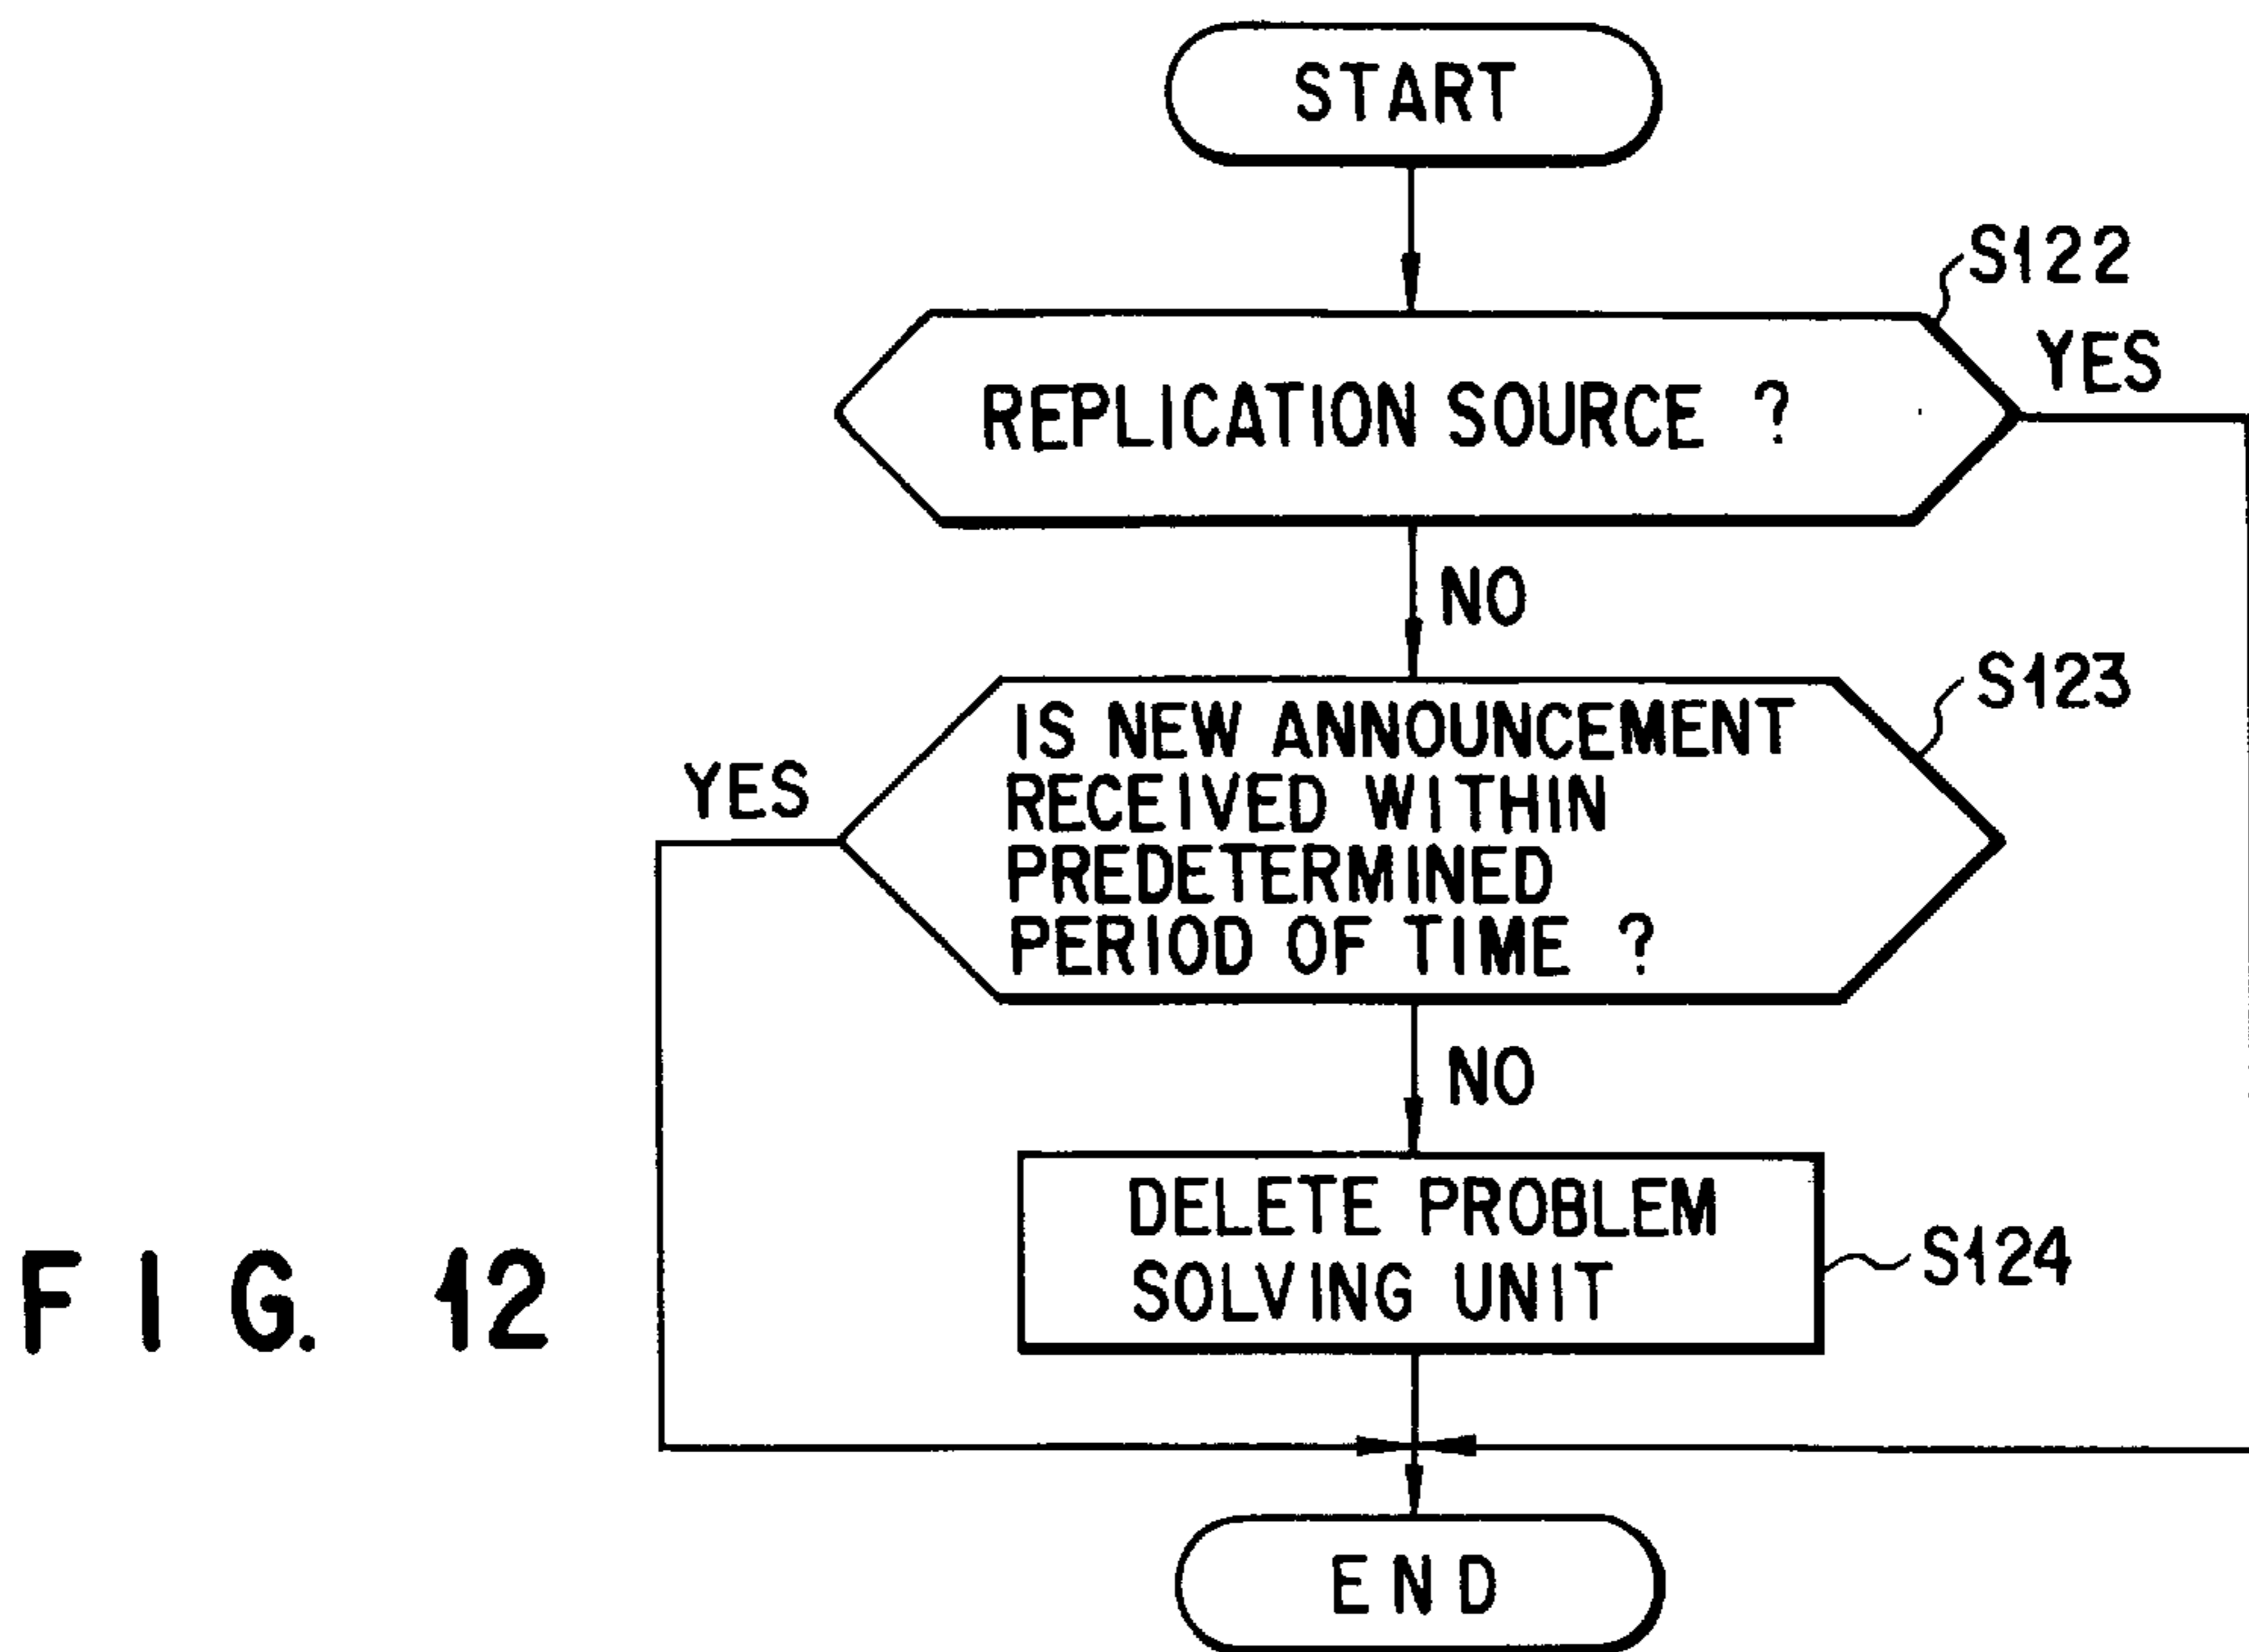 START
S122
YES
REPLICATION SOURCE ?
NO
S123
IS NEW ANNOUNCEMENT
RECEIVED WITHIN
PREDETERMINED
PERIOD OF TIME ?
YES
NO
DELETE PROBLEM
SOLVING UNIT
S124
FIG. 12
END